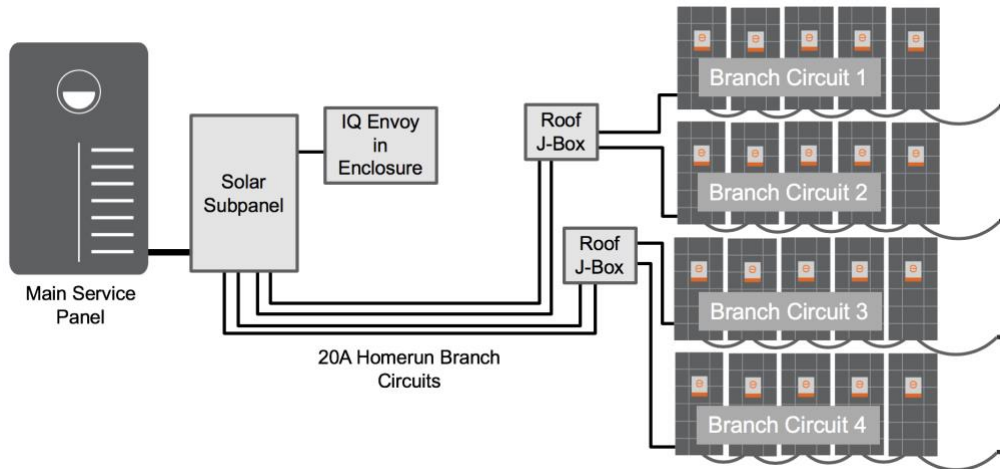 Main Service
Panel
Solar
Subpanel
IQ Envoy
in
Enclosure
20A Homerun Branch
Circuits
Roof
J-Box
Roof
J-Box
Branch Circuit 1
Branch Circuit 2
Branch Circuit 3
Branch Circuit 4